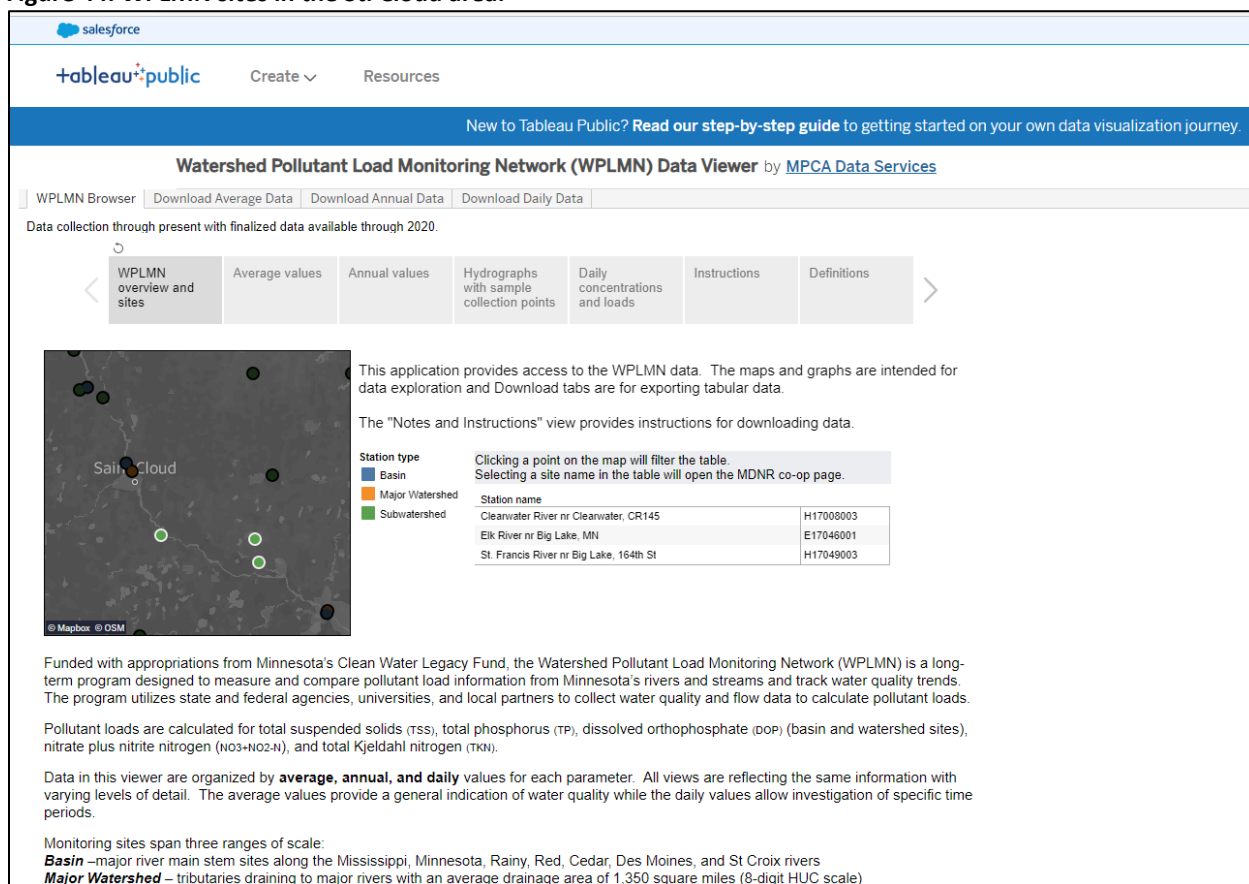 Figure 44. WPLMN sites in the St. Cloud area.
salesforce
+ableau public Create Resources
New to Tableau Public? Read our step-by-step guide to getting started on your own data visualization journey.
Watershed Pollutant Load Monitoring Network (WPLMN) Data Viewer by MPCA Data Services
WPLMN Browser Download Average Data Download Annual Data Download Daily Data
Data collection through present with finalized data available through 2020.
WPLMN overview and sites
Average values
Annual values
Hydrographs with sample collection points
Daily concentrations and loads
Instructions
Definitions
Saint Cloud
© Mapbox © OSM
This application provides access to the WPLMN data. The maps and graphs are intended for
data exploration and Download tabs are for exporting tabular data.
The "Notes and Instructions" view provides instructions for downloading data.
Station type
Basin
Major Watershed
Subwatershed
Clicking a point on the map will filter the table.
Selecting a site name in the table will open the MDNR co-op page.
Station name
Clearwater River nr Clearwater, CR145 H17008003
Elk River nr Big Lake, MN E17046001
St. Francis River nr Big Lake, 164th St H17049003
Funded with appropriations from Minnesota's Clean Water Legacy Fund, the Watershed Pollutant Load Monitoring Network (WPLMN) is a long-
term program designed to measure and compare pollutant load information from Minnesota's rivers and streams and track water quality trends.
The program utilizes state and federal agencies, universities, and local partners to collect water quality and flow data to calculate pollutant loads.
Pollutant loads are calculated for total suspended solids (TSS), total phosphorus (TP), dissolved orthophosphate (DOP) (basin and watershed sites),
nitrate plus nitrite nitrogen (NO3+NO2-N), and total Kjeldahl nitrogen (TKN).
Data in this viewer are organized by average, annual, and daily values for each parameter. All views are reflecting the same information with
varying levels of detail. The average values provide a general indication of water quality while the daily values allow investigation of specific time
periods.
Monitoring sites span three ranges of scale:
Basin –major river main stem sites along the Mississippi, Minnesota, Rainy, Red, Cedar, Des Moines, and St Croix rivers
Major Watershed – tributaries draining to major rivers with an average drainage area of 1,350 square miles (8-digit HUC scale)